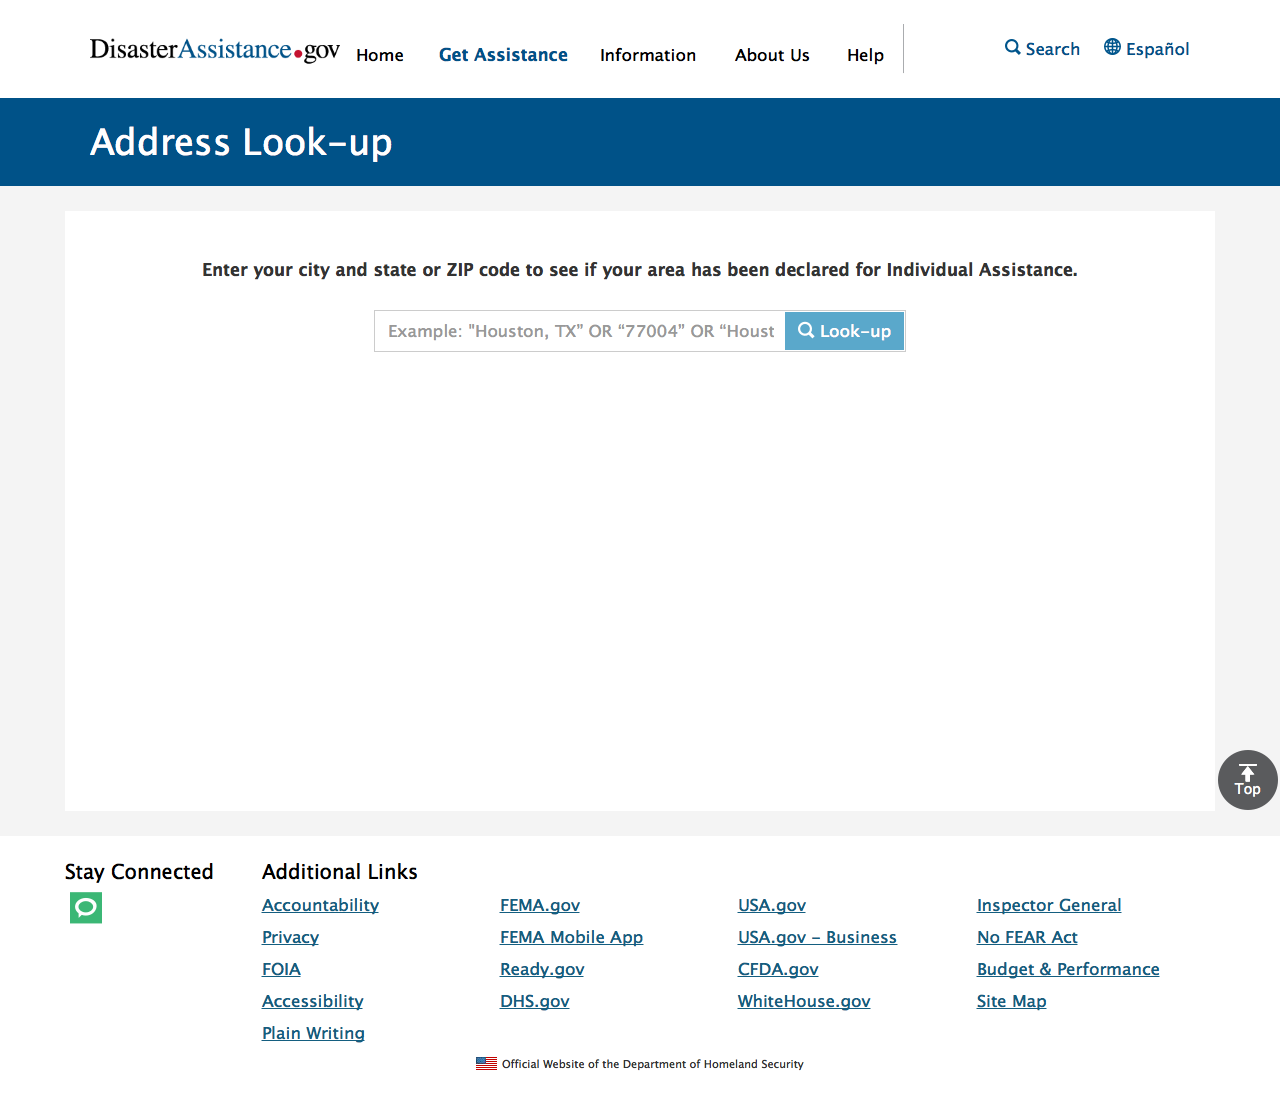 DisasterAssistance.gov Home Get Assistance Information About Us Help Search Español
Address Look-up
Enter your city and state or ZIP code to see if your area has been declared for Individual Assistance.
Example: "Houston, TX” OR “77004” OR “Houst Look-up
Top
Stay Connected Additional Links
Accountability FEMA.gov USA.gov Inspector General
Privacy FEMA Mobile App USA.gov - Business No FEAR Act
FOIA Ready.gov CFDA.gov Budget & Performance
Accessibility DHS.gov WhiteHouse.gov Site Map
Plain Writing
Official Website of the Department of Homeland Security